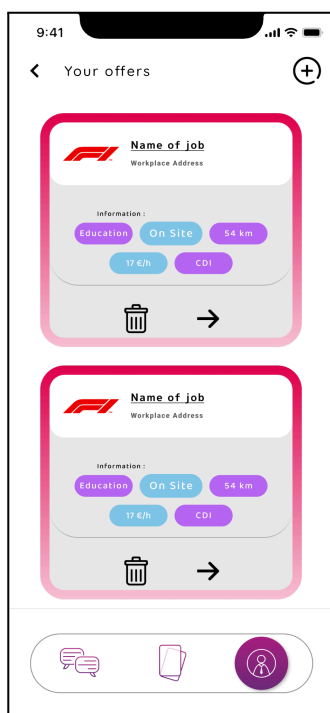 9:41
Your offers
Name of job
Workplace Address
Information :
Education On Site 54 km
17 €/h CDI
Name of job
Workplace Address
Information :
Education On Site 54 km
17 €/h CDI